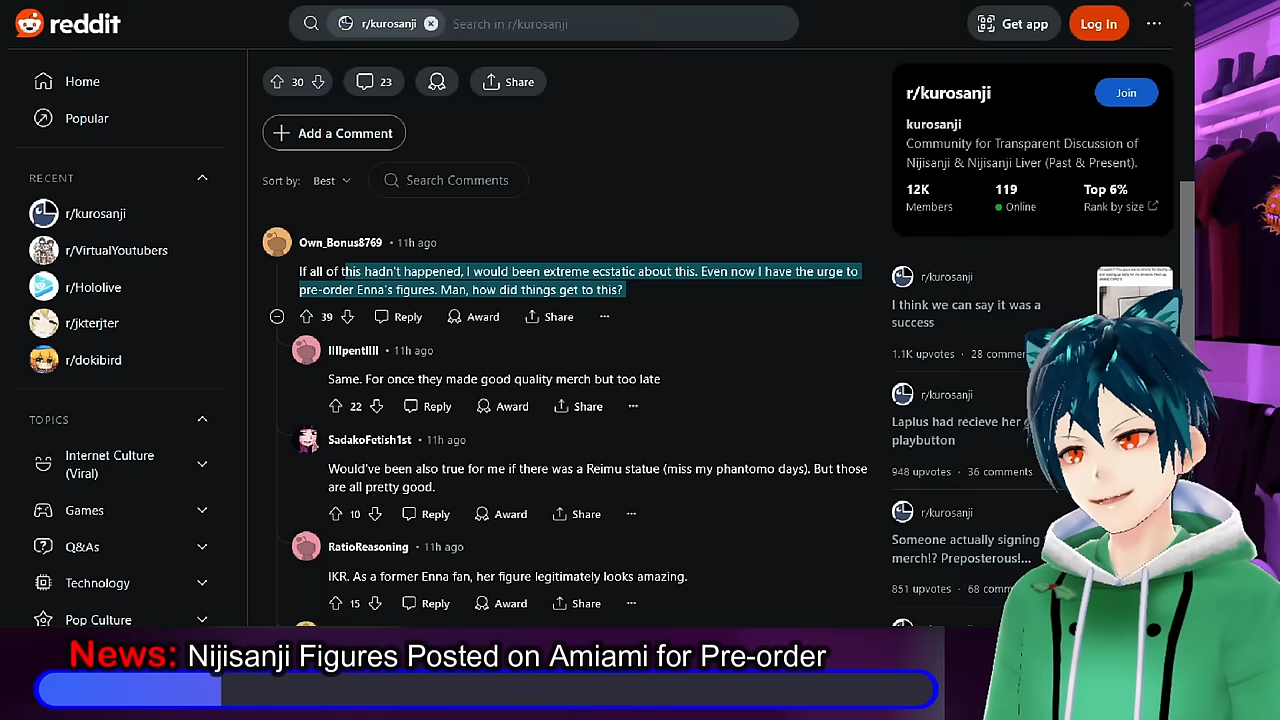 reddit
r/kurosanji
Search in r/kurosanji
Get app
Log In
Home
Popular
RECENT
r/kurosanji
r/VirtualYoutubers
r/Hololive
r/jkterjter
r/dokibird
TOPICS
Internet Culture
(Viral)
Games
Q&As
Technology
Pop Culture
30
23
Share
Add a Comment
Sort by: Best
Search Comments
Own_Bonus8769 • 11h ago
If all of this hadn't happened, I would been extreme ecstatic about this. Even now I have the urge to
pre-order Enna's figure. Man, how did things get to this?
39 Reply Award Share
IlIlpentIlIl • 11h ago
Same. For once they made good quality merch but too late
22 Reply Award Share
SadakoFetish1st • 11h ago
Would've been also true for me if there was a Reimu statue (miss my phantomo days). But those
are all pretty good.
10 Reply Award Share
RatioReasoning • 11h ago
IKR. As a former Enna fan, her figure legitimately looks amazing.
15 Reply Award Share
r/kurosanji
Join
kurosanji
Community for Transparent Discussion of
Nijisanji & Nijisanji Liver (Past & Present).
12K 119 Top 6%
Members Online Rank by size
r/kurosanji
I think we can say it was a
success
1.1K upvotes · 28 comme
r/kurosanji
Laplus had recieve her
playbutton
948 upvotes · 36 comments
r/kurosanji
Someone actually signing
merch!? Preposterous!...
851 upvotes · 68 com
News: Nijisanji Figures Posted on Amiami for Pre-order